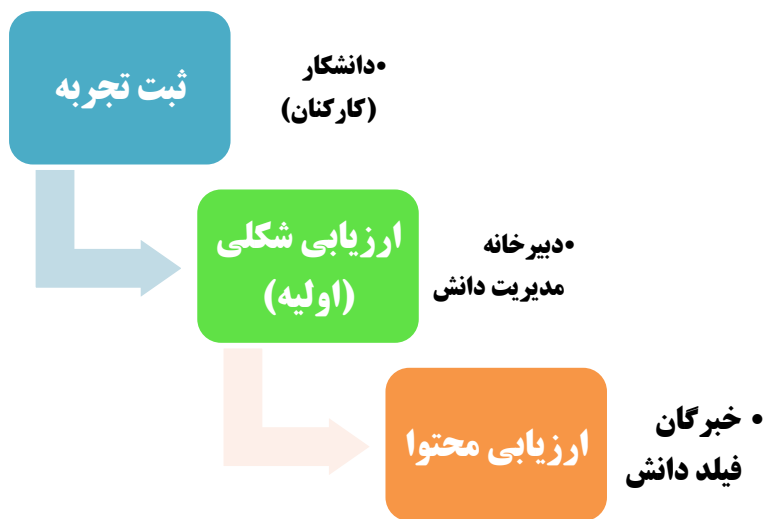 ثبت تجربه
•دانشکار
(کارکنان)
ارزیابی شکلی
(اولیه)
•دبیرخانه
مدیریت دانش
ارزیابی محتوا
• خبرگان
فیلد دانش